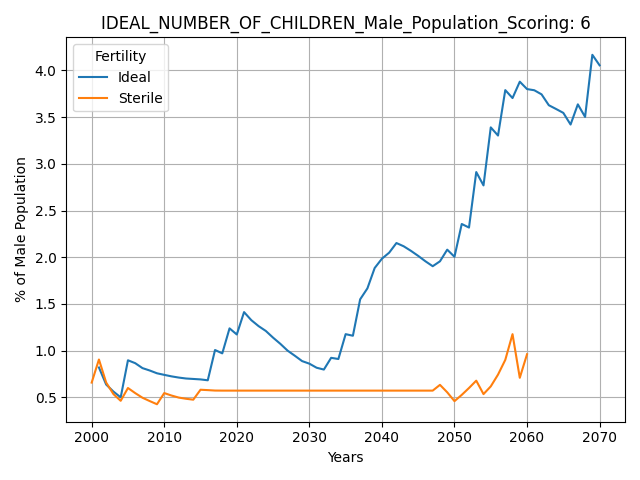 IDEAL_NUMBER_OF_CHILDREN_Male_Population_Scoring: 6
Fertility
Ideal
Sterile
% of Male Population
4.0
3.5
3.0
2.5
2.0
1.5
1.0
0.5
2000 2010 2020 2030 2040 2050 2060 2070
Years